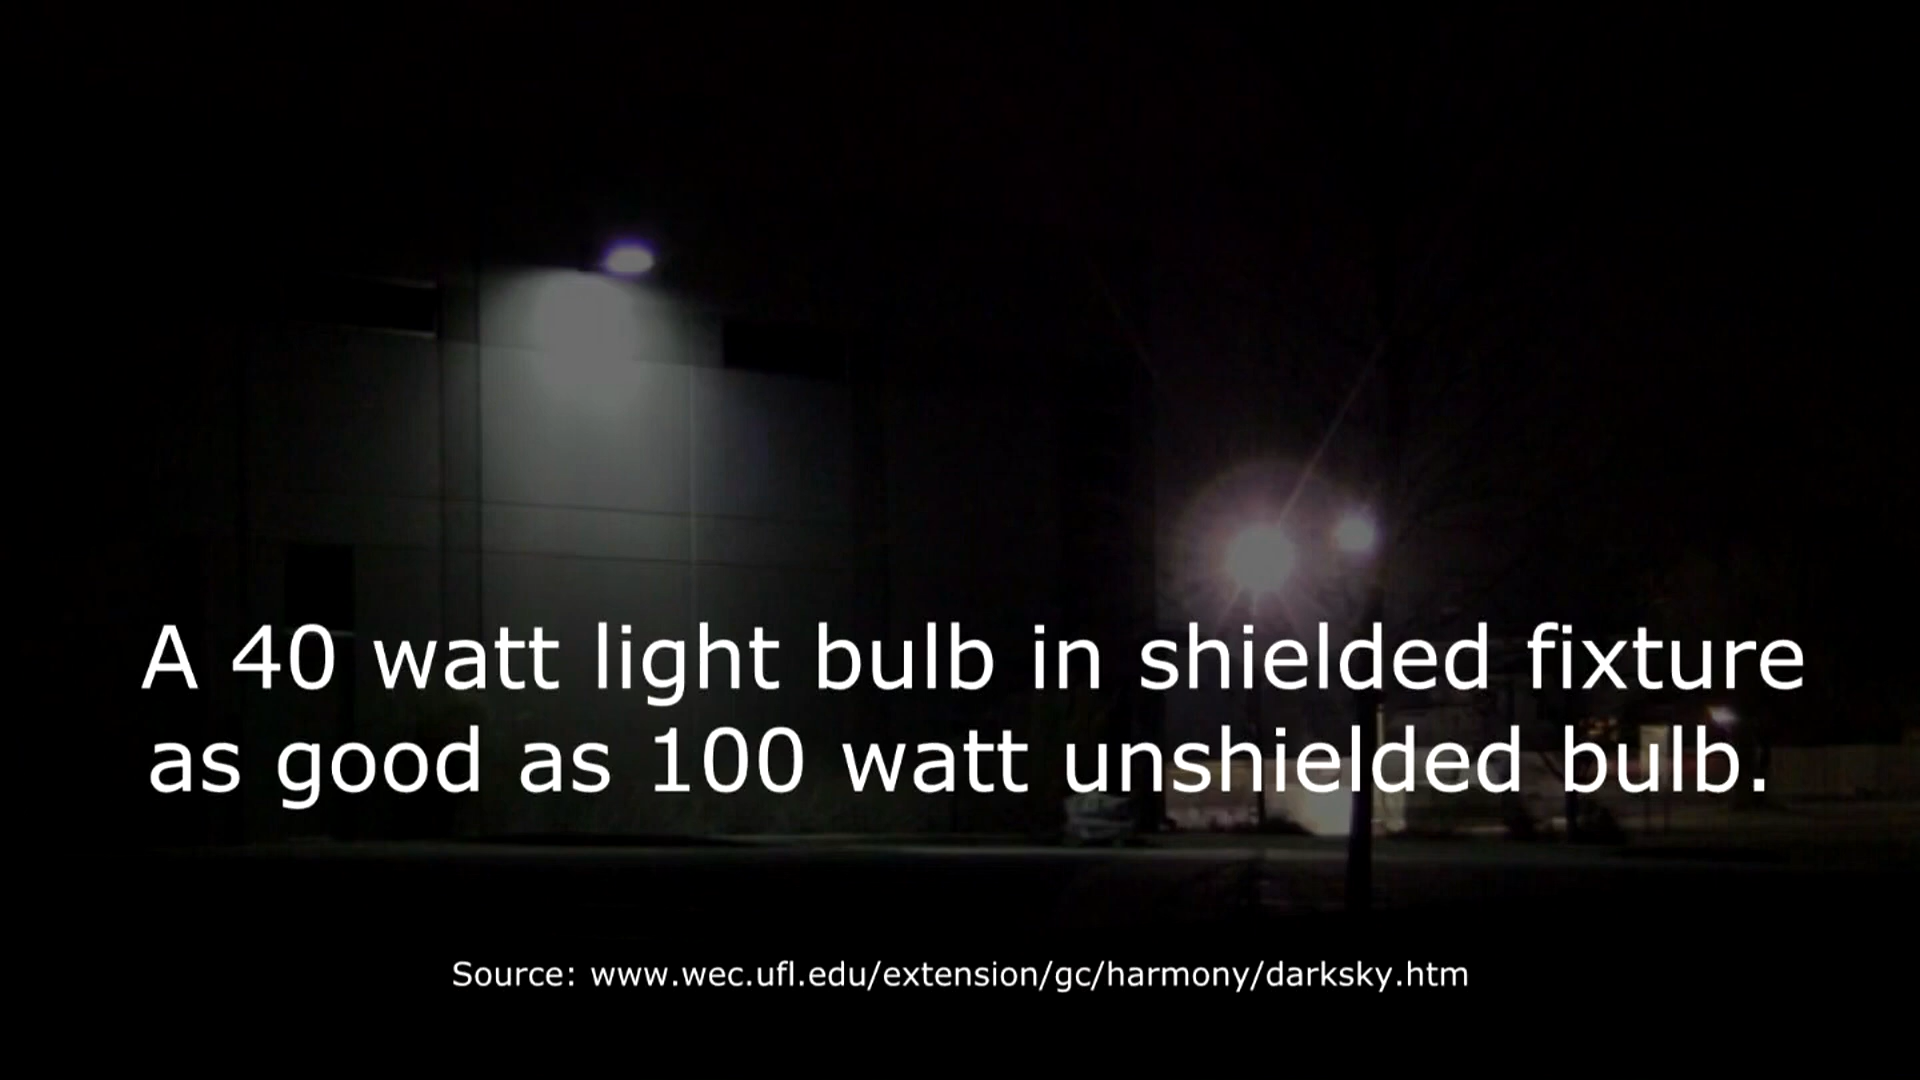 A 40 watt light bulb in shielded fixture
as good as 100 watt unshielded bulb.
Source: www.wec.ufl.edu/extension/gc/harmony/darksky.htm